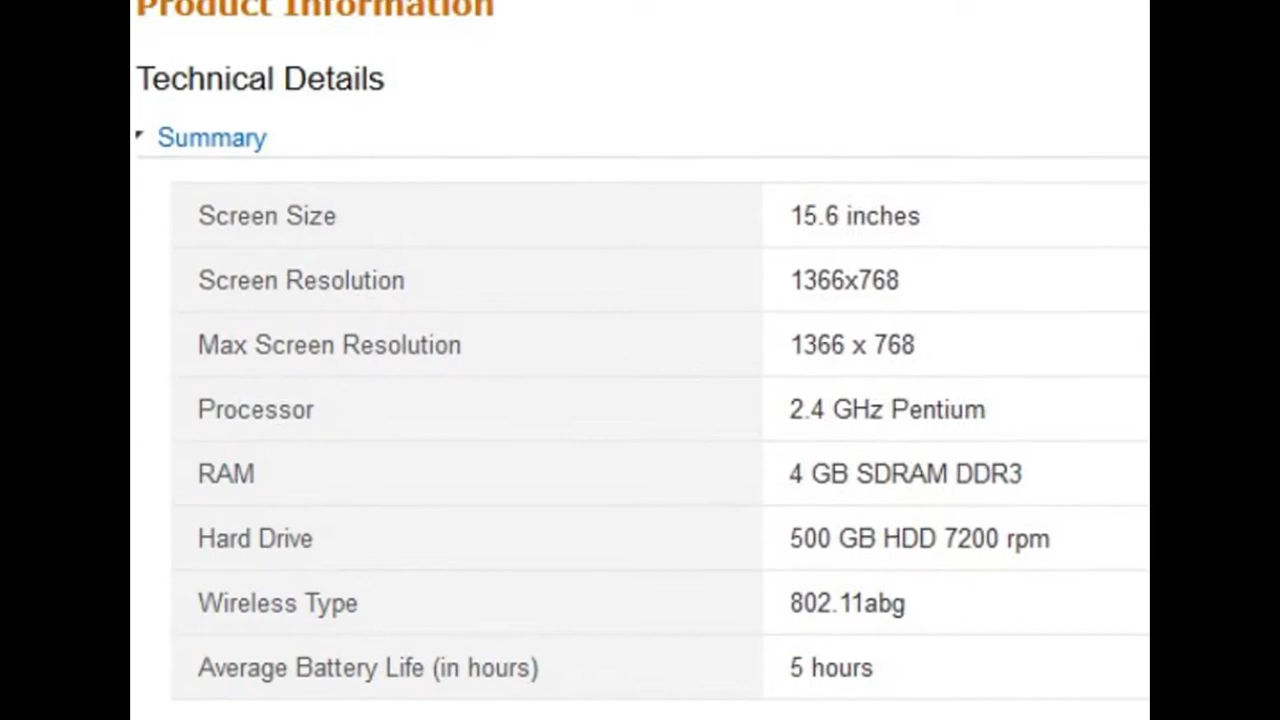 Product Information
Technical Details
Summary
Screen Size 15.6 inches
Screen Resolution 1366x768
Max Screen Resolution 1366 x 768
Processor 2.4 GHz Pentium
RAM 4 GB SDRAM DDR3
Hard Drive 500 GB HDD 7200 rpm
Wireless Type 802.11abg
Average Battery Life (in hours) 5 hours